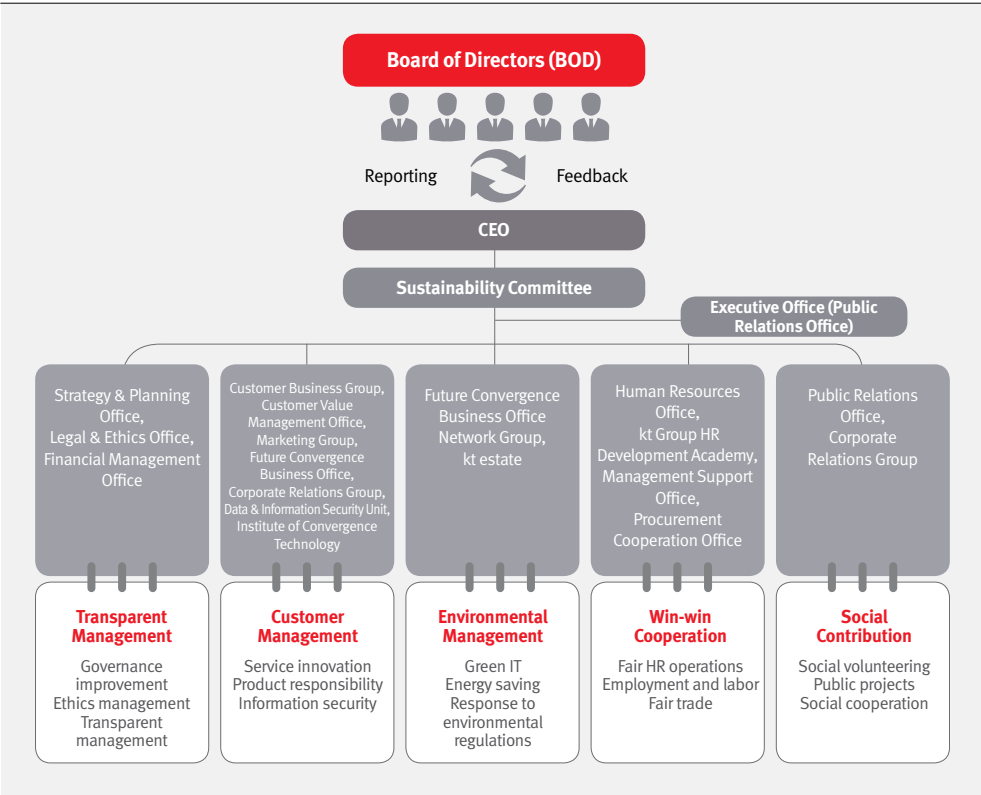 Board of Directors (BOD)
Reporting
Feedback
CEO
Sustainability Committee
Executive Office (Public
Relations Office)
Strategy & Planning
Office,
Legal & Ethics Office,
Financial Management
Office
Customer Business Group,
Customer Value
Management Office,
Marketing Group,
Future Convergence
Business Office,
Corporate Relations Group,
Data & Information Security Unit,
Institute of Convergence
Technology
Future Convergence
Business Office
Network Group,
kt estate
Human Resources
Office,
kt Group HR
Development Academy,
Management Support
Office,
Procurement
Cooperation Office
Public Relations
Office,
Corporate
Relations Group
Transparent
Management
Governance
improvement
Ethics management
Transparent
management
Customer
Management
Service innovation
Product responsibility
Information security
Environmental
Management
Green IT
Energy saving
Response to
environmental
regulations
Win-win
Cooperation
Fair HR operations
Employment and labor
Fair trade
Social
Contribution
Social volunteering
Public projects
Social cooperation